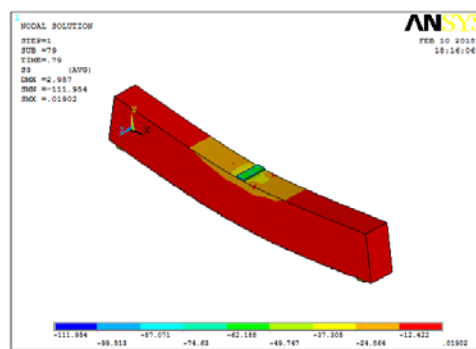 1
NODAL SOLUTION
STEP=1
SUB =79
TIME=.79
S3 (AVG)
DMX =2.957
SMN =-111.954
SMX =.01902
ANSYS
FEB 10 2018
18:16:06
Y
Z X
-111.954 -87.071 -62.188 -37.305 -12.422
-99.513 -74.63 -49.747 -24.864 .01902